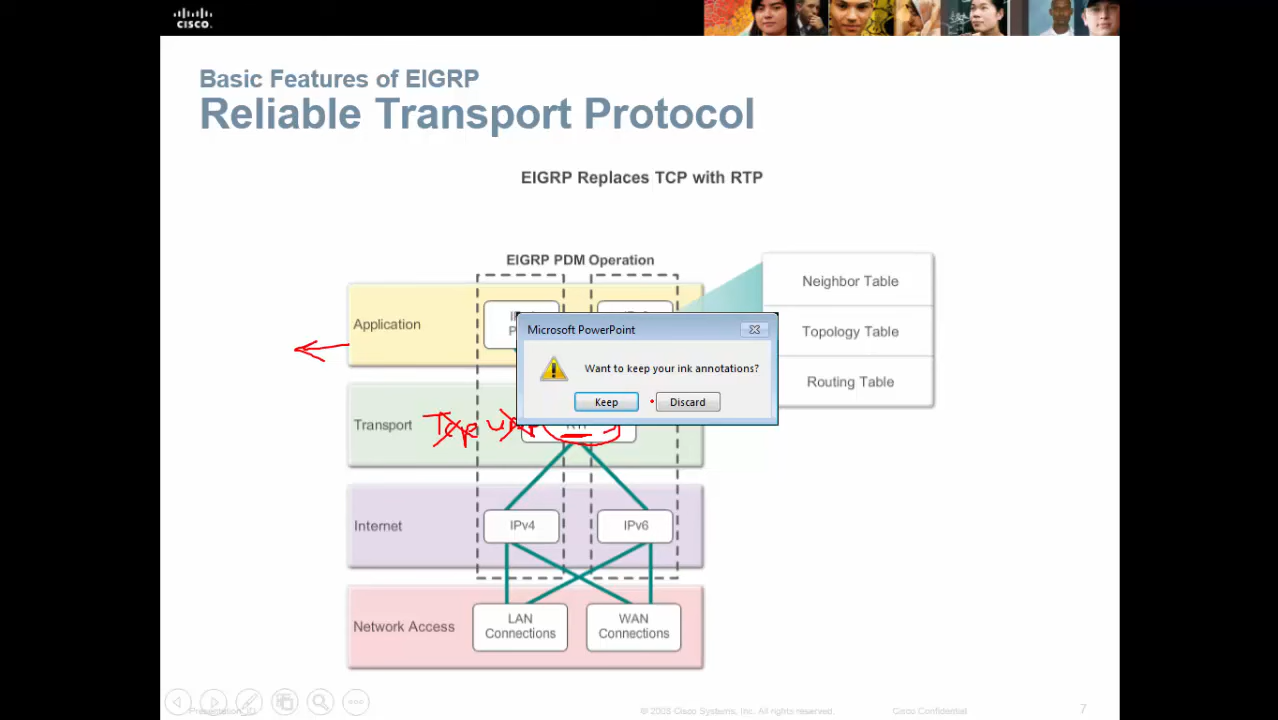 CISCO
Basic Features of EIGRP
Reliable Transport Protocol
EIGRP Replaces TCP with RTP
EIGRP PDM Operation
Neighbor Table
Topology Table
Routing Table
Application
Microsoft PowerPoint
Want to keep your ink annotations?
Keep
Discard
Transport
Tcp
Internet
IPv4
IPv6
Network Access
LAN
Connections
WAN
Connections
© 2008 Cisco Systems, Inc. All rights reserved.
Cisco Confidential
7